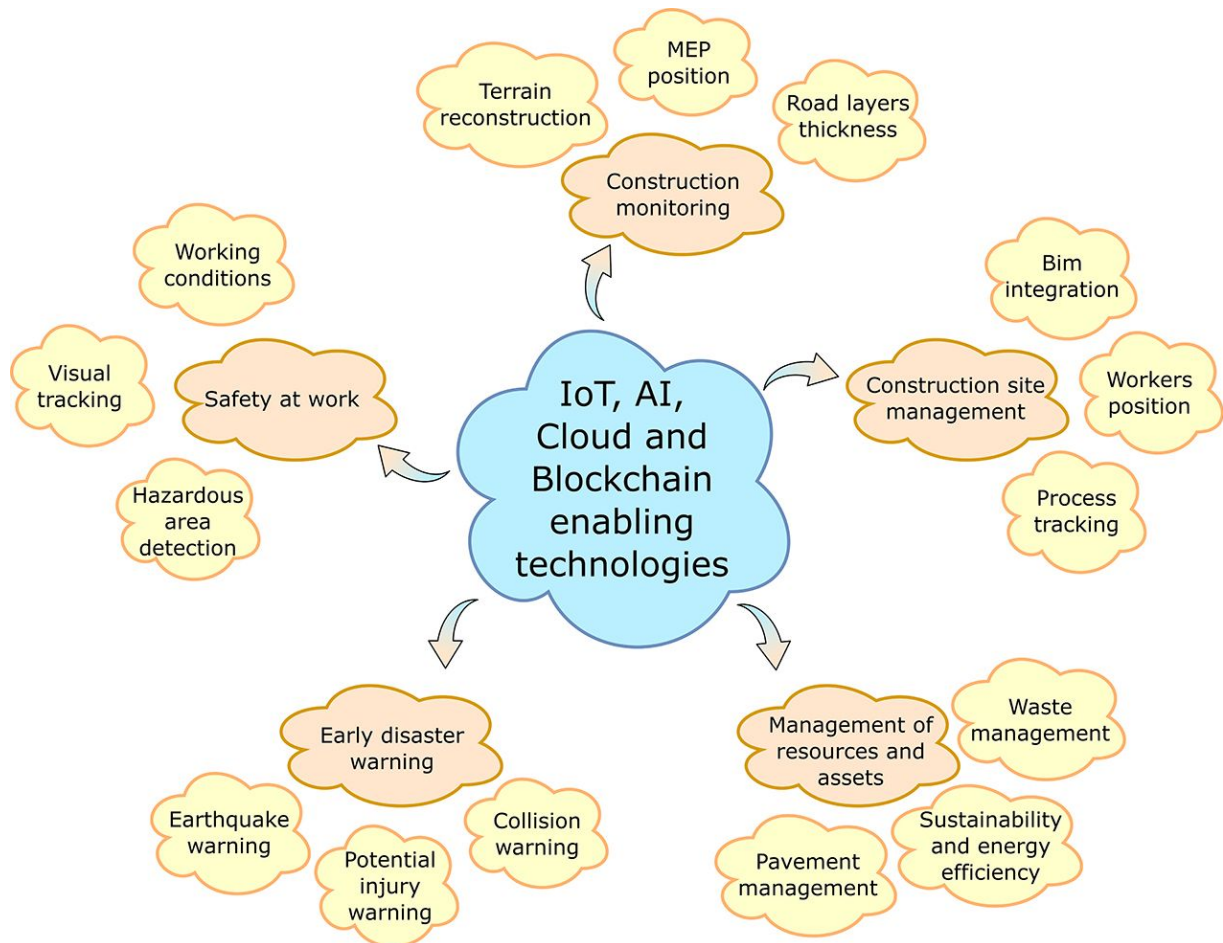 MEP
position
Terrain
reconstruction
Road layers
thickness
Construction
monitoring
Working
conditions
Visual
tracking
Safety at work
Hazardous
area
detection
IoT, AI,
Cloud and
Blockchain
enabling
technologies
Bim
integration
Construction site
management
Workers
position
Process
tracking
Early disaster
warning
Earthquake
warning
Potential
injury
warning
Collision
warning
Management of
resources and
assets
Waste
management
Sustainability
and energy
efficiency
Pavement
management